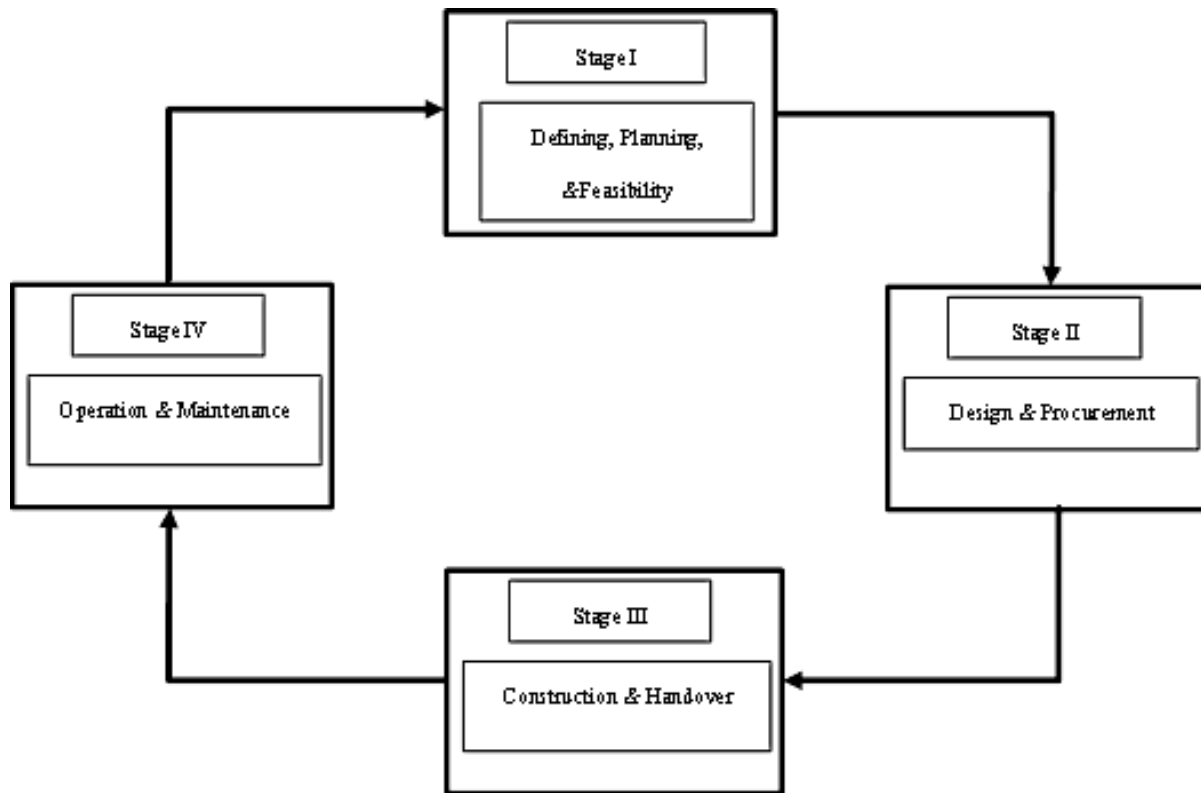 Stage I
Defining, Planning,
&Feasibility
Stage IV
Operation & Maintenance
Stage II
Design & Procurement
Stage III
Construction & Handover